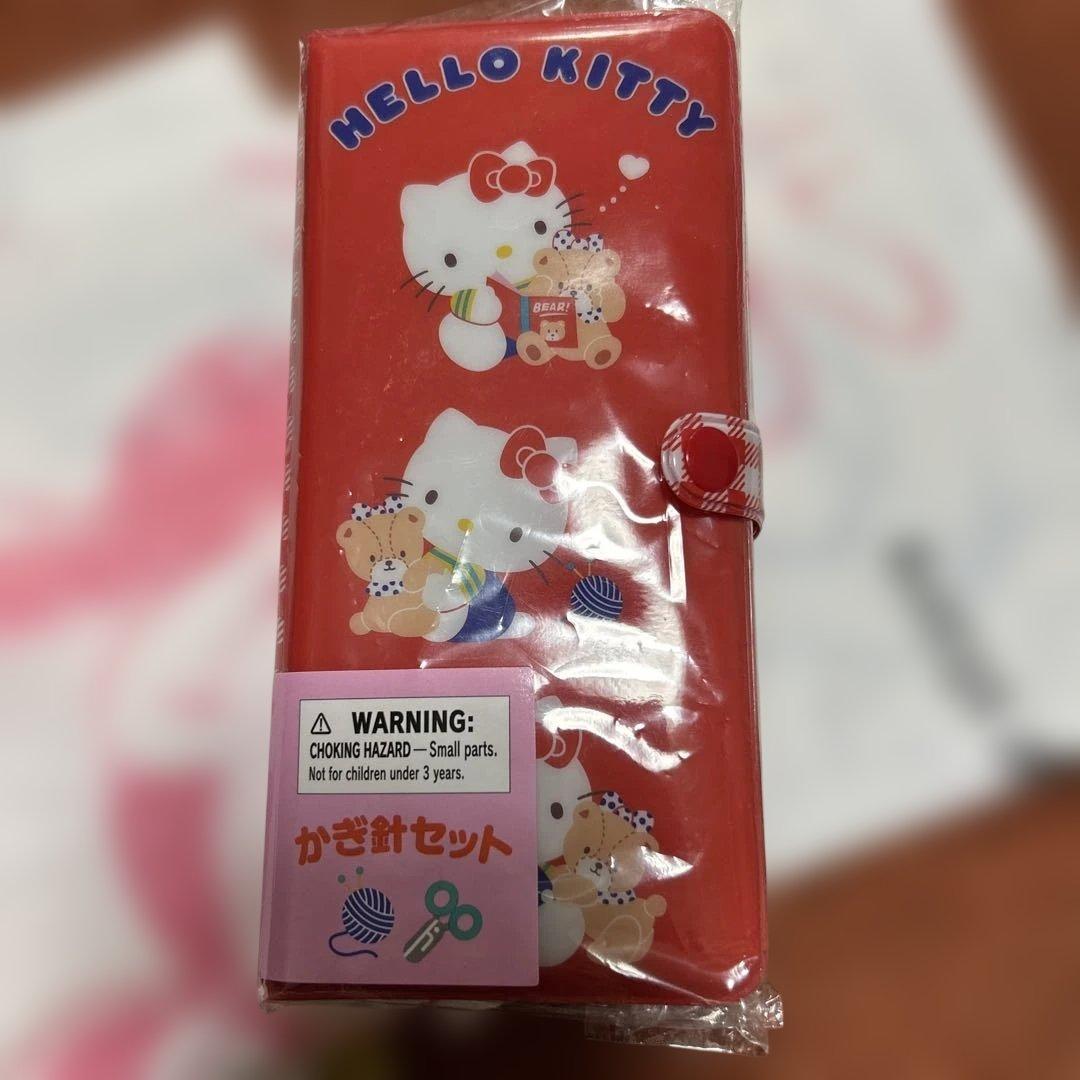 HELLO KITTY
BEAR!
WARNING:
CHOKING HAZARD — Small parts.
Not for children under 3 years.
かぎ針セット